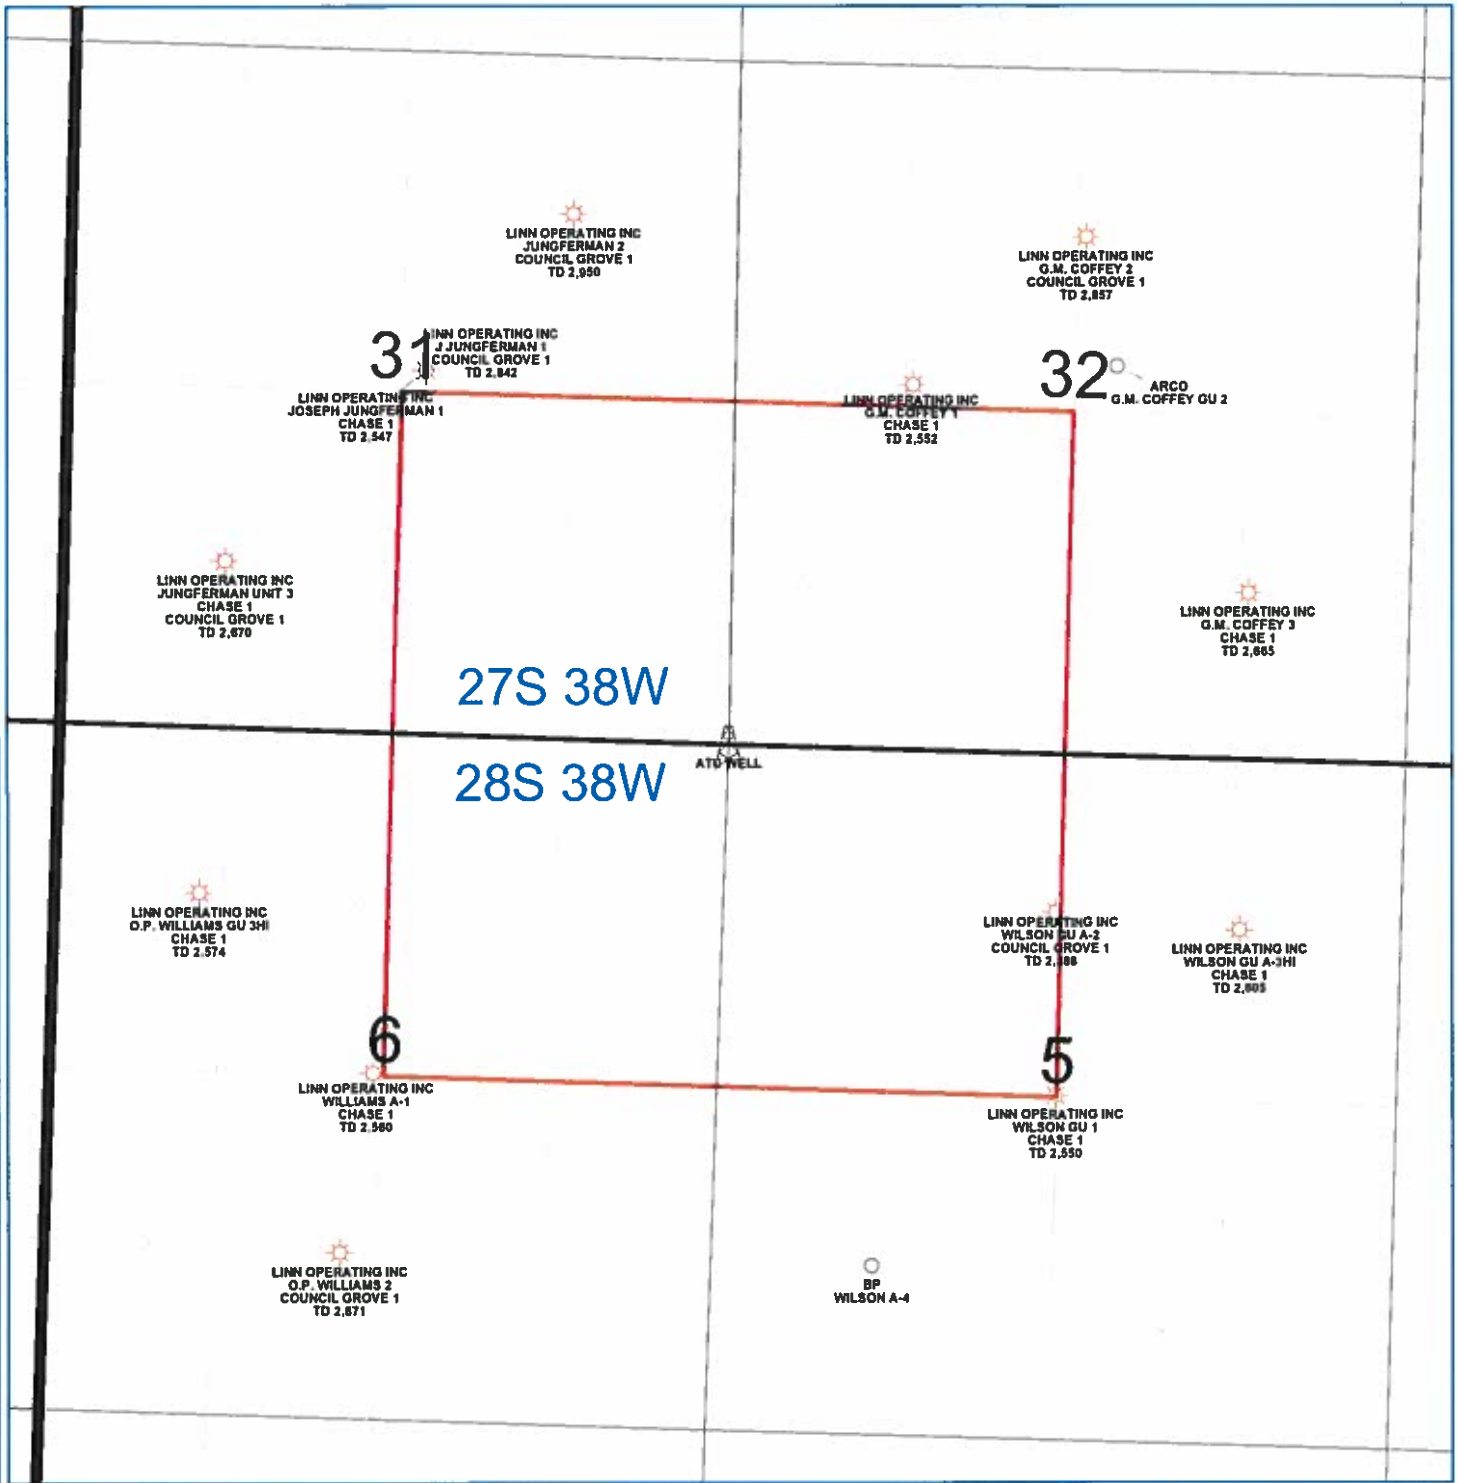 LINN OPERATING INC
JUNGFERMAN 2
COUNCIL GROVE 1
TD 2,950
LINN OPERATING INC
G.M. COFFEY 2
COUNCIL GROVE 1
TD 2,857
31
LINN OPERATING INC
J JUNGFERMAN 1
COUNCIL GROVE 1
TD 2,842
32
ARCO
G.M. COFFEY GU 2
LINN OPERATING INC
JOSEPH JUNGFERMAN 1
CHASE 1
TD 2,547
LINN OPERATING INC
G.M. COFFEY 1
CHASE 1
TD 2,552
LINN OPERATING INC
JUNGFERMAN UNIT 3
CHASE 1
COUNCIL GROVE 1
TD 2,670
LINN OPERATING INC
G.M. COFFEY 3
CHASE 1
TD 2,665
27S 38W
ATU WELL
28S 38W
LINN OPERATING INC
O.P. WILLIAMS GU 3HI
CHASE 1
TD 2,574
LINN OPERATING INC
WILSON GU A-2
COUNCIL GROVE 1
TD
LINN OPERATING INC
WILSON GU A-3HI
CHASE 1
TD 2,605
6
LINN OPERATING INC
WILLIAMS A-1
CHASE 1
TD 2,560
5
LINN OPERATING INC
WILSON GU 1
CHASE 1
TD 2,550
LINN OPERATING INC
O.P. WILLIAMS 2
COUNCIL GROVE 1
TD 2,871
BP
WILSON A-4